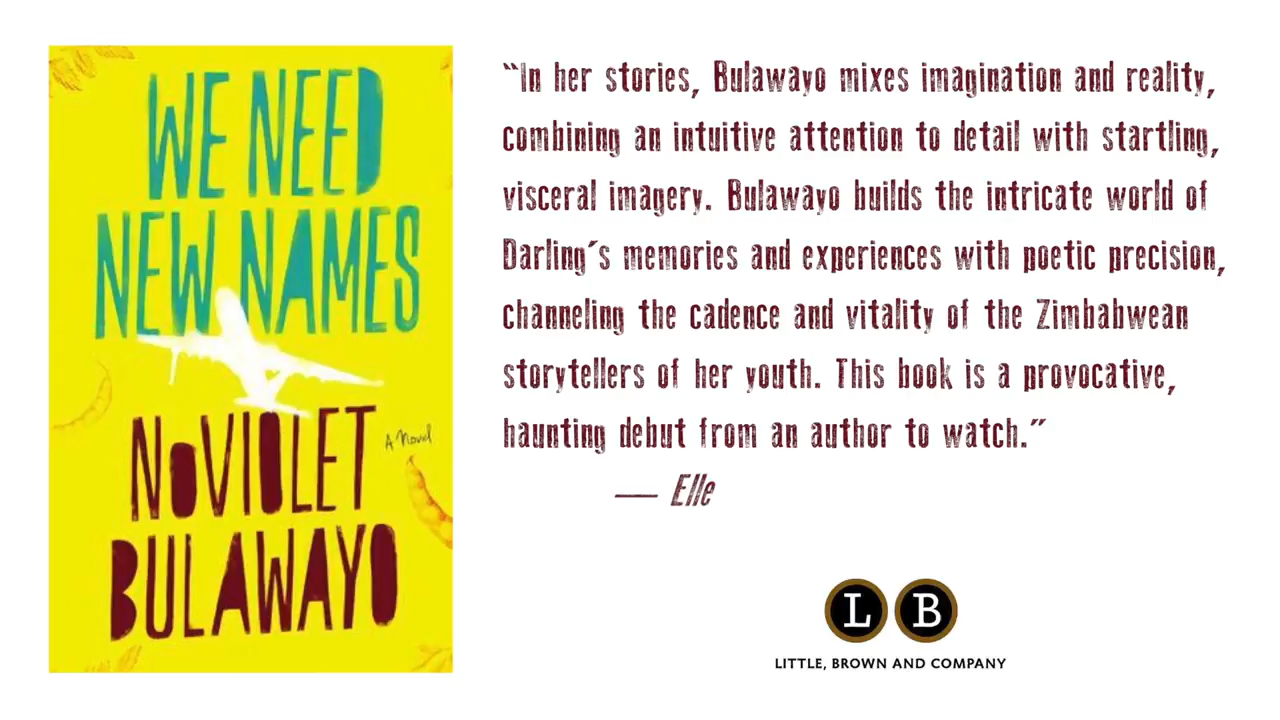 WE NEED
NEW NAMES
A Novel
NoVIOLET
BULAWAYO
“In her stories, Bulawayo mixes imagination and reality,
combining an intuitive attention to detail with startling,
visceral imagery. Bulawayo builds the intricate world of
Darling’s memories and experiences with poetic precision,
channeling the cadence and vitality of the Zimbabwean
storytellers of her youth. This book is a provocative,
haunting debut from an author to watch.”
— Elle
L B
LITTLE, BROWN AND COMPANY